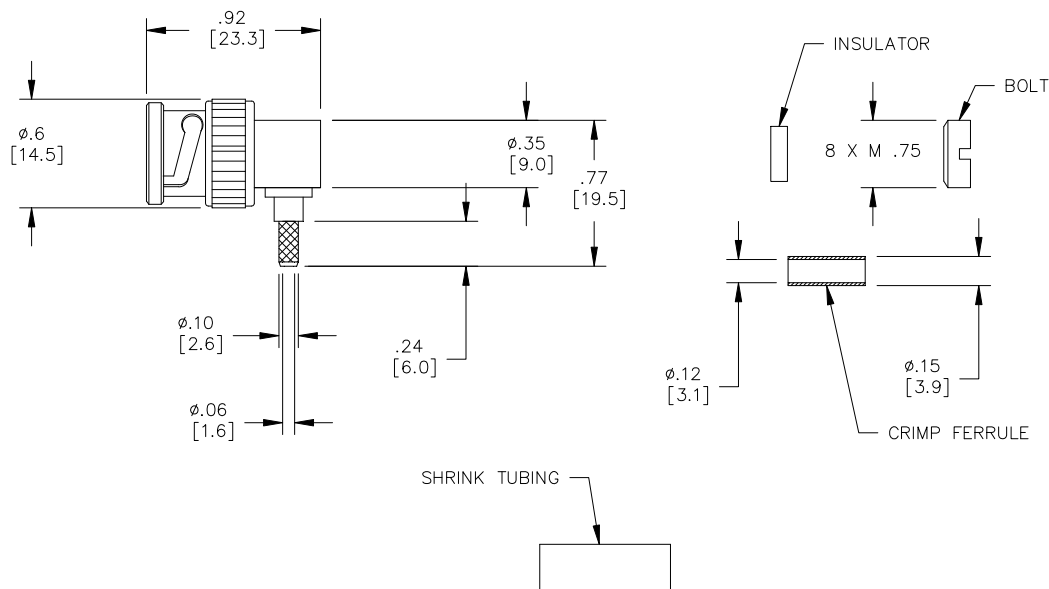 .92
[23.3]
INSULATOR
BOLT
ø.6
[14.5]
ø.35
[9.0]
.77
[19.5]
8 X M .75
ø.10
[2.6]
.24
[6.0]
ø.12
[3.1]
ø.15
[3.9]
ø.06
[1.6]
CRIMP FERRULE
SHRINK TUBING